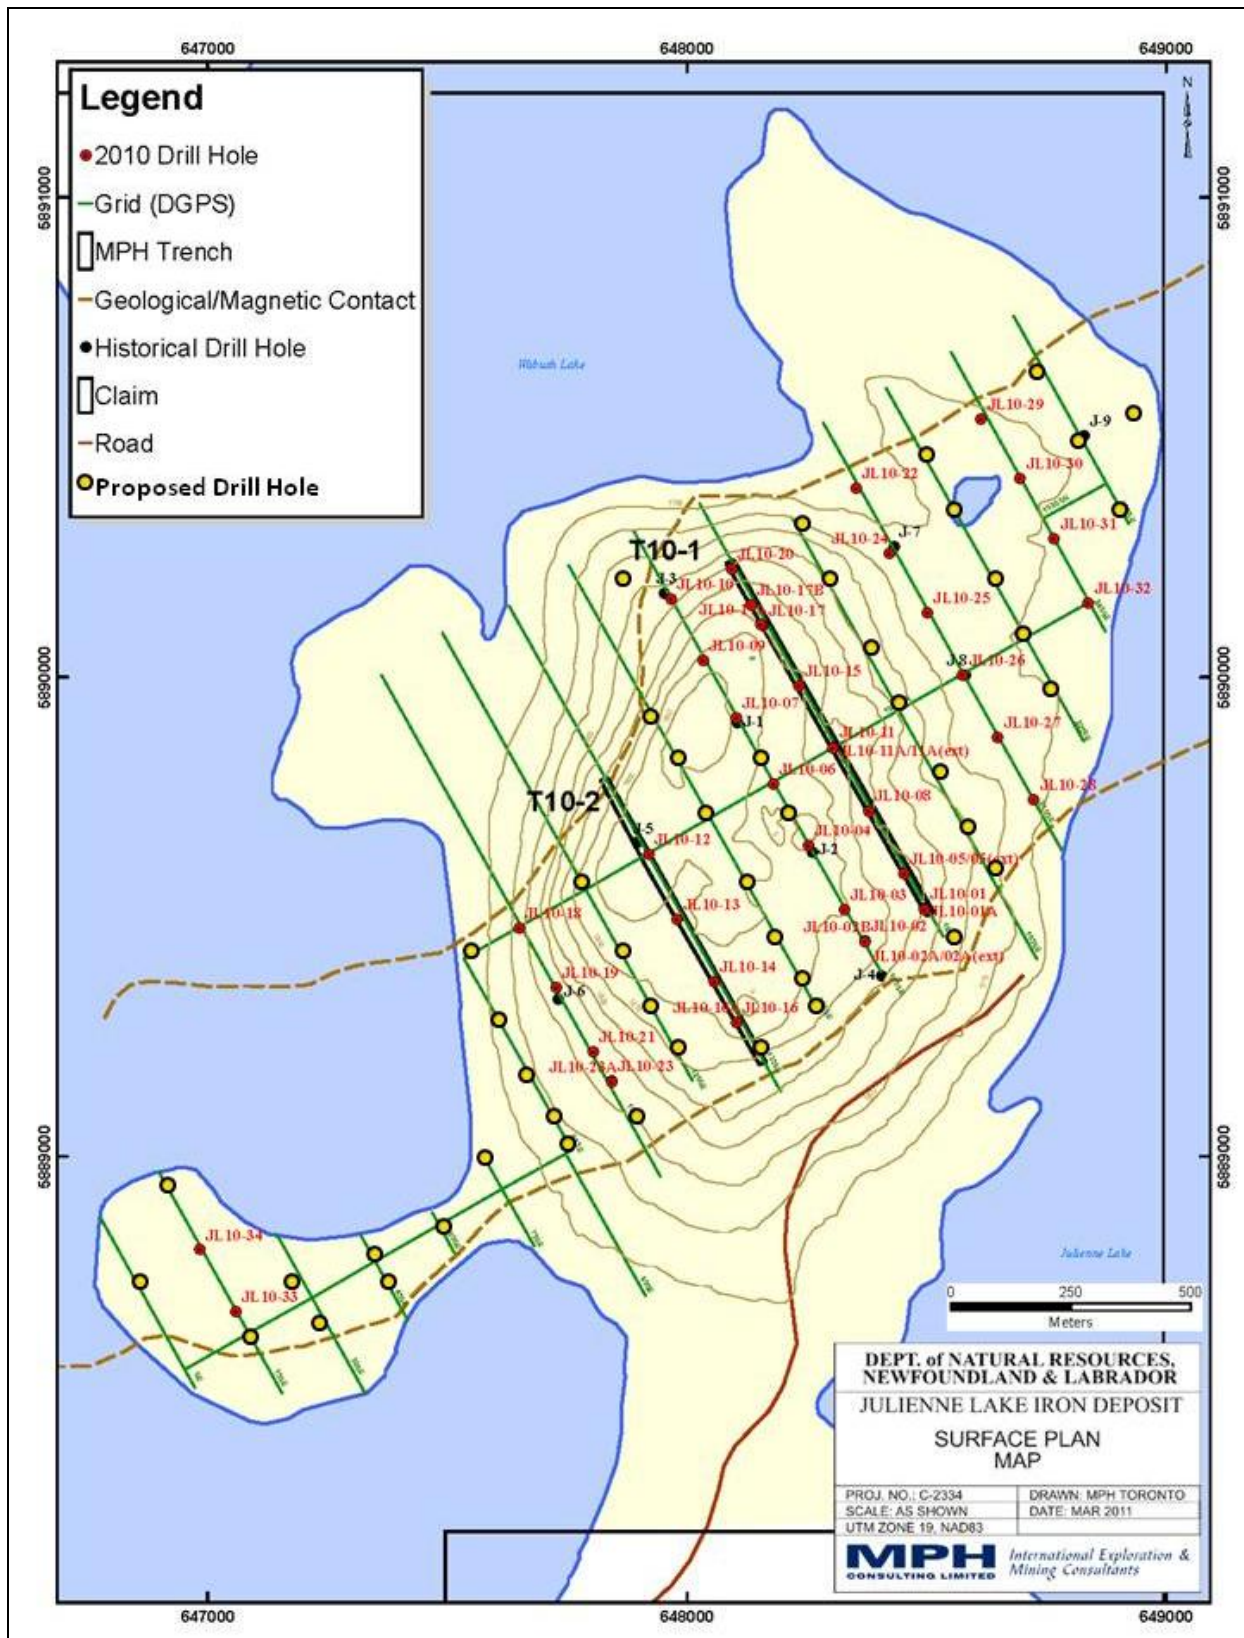 647000
648000
649000
Legend
2010 Drill Hole
Grid (DGPS)
MPH Trench
Geological/Magnetic Contact
Historical Drill Hole
Claim
Road
Proposed Drill Hole
N
5891000
5891000
Wabush Lake
JL10-29
J-9
JL10-30
JL10-22
JL10-31
J-7
JL10-24
T10-1
JL10-20
J-3
JL10-10
JL10-17B
JL10-32
JL10-17
JL10-25
JL10-09
J-8
JL10-26
5890000
5890000
JL10-15
JL10-07
J-1
JL10-11
JL10-27
JL10-11A/11A(ext)
JL10-06
JL10-28
T10-2
JL10-08
J-5
JL10-12
JL10-04
J-2
JL10-05/05(ext)
JL10-01
JL10-03
JL10-01A
JL10-13
JL10-18
JL10-02B
JL10-02
JL10-02A/02A(ext)
J-4
JL10-19
J-6
JL10-14
JL10-16
JL10-21
JL10-23A
JL10-23
5889000
5889000
JL10-34
JL10-33
Julienne Lake
0 250 500
Meters
DEPT. of NATURAL RESOURCES,
NEWFOUNDLAND & LABRADOR
JULIENNE LAKE IRON DEPOSIT
SURFACE PLAN
MAP
PROJ. NO.: C-2334
DRAWN: MPH TORONTO
SCALE: AS SHOWN
DATE: MAR 2011
UTM ZONE 19, NAD83
MPH
CONSULTING LIMITED
International Exploration &
Mining Consultants
647000
648000
649000